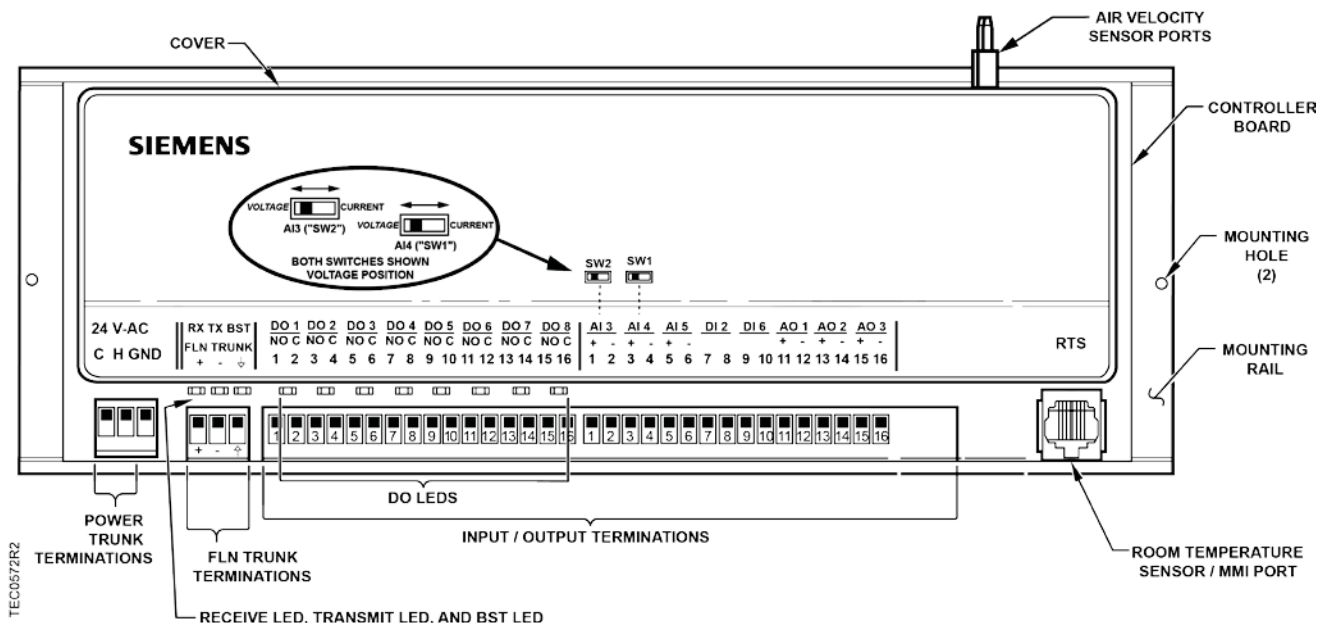 AIR VELOCITY
SENSOR PORTS
COVER
CONTROLLER
BOARD
SIEMENS
VOLTAGE CURRENT
AI3 ("SW2")
VOLTAGE CURRENT
AI4 ("SW1")
BOTH SWITCHES SHOWN
VOLTAGE POSITION
SW2 SW1
MOUNTING
HOLE
(2)
24 V-AC
C H GND
RX TX BST
FLN TRUNK
+ -
DO 1 DO 2 DO 3 DO 4 DO 5 DO 6 DO 7 DO 8
NO C NO C NO C NO C NO C NO C NO C NO C
1 2 3 4 5 6 7 8 9 10 11 12 13 14 15 16
AI 3 AI 4 AI 5 DI 2 DI 6 AO 1 AO 2 AO 3
+ - + - + - + - + - + -
1 2 3 4 5 6 7 8 9 10 11 12 13 14 15 16
RTS
MOUNTING
RAIL
+ -
1 2 3 4 5 6 7 8 9 10 11 12 13 14 15 16
1 2 3 4 5 6 7 8 9 10 11 12 13 14 15 16
DO LEDS
POWER
TRUNK
TERMINATIONS
FLN TRUNK
TERMINATIONS
INPUT / OUTPUT TERMINATIONS
ROOM TEMPERATURE
SENSOR / MMI PORT
RECEIVE LED, TRANSMIT LED, AND BST LED
TEC0572R2